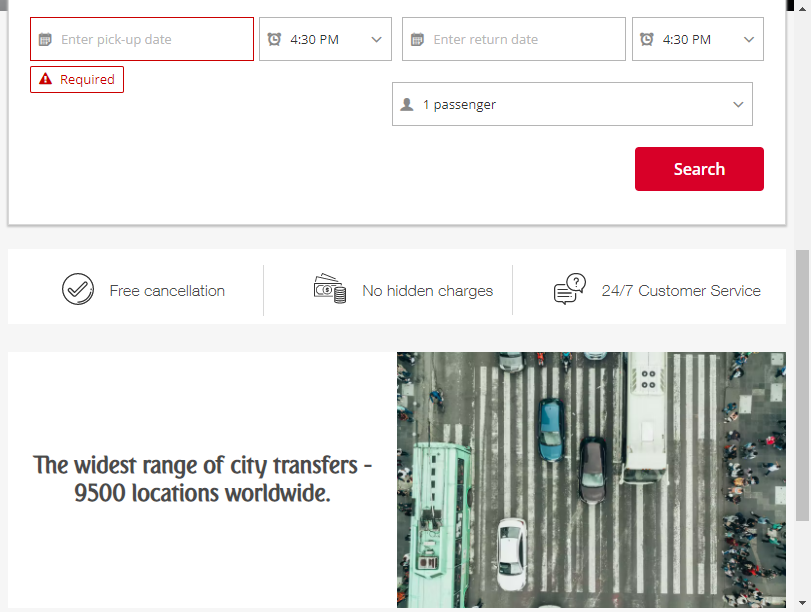 Enter pick-up date
4:30 PM
Enter return date
4:30 PM
Required
1 passenger
Search
Free cancellation
No hidden charges
24/7 Customer Service
The widest range of city transfers -
9500 locations worldwide.